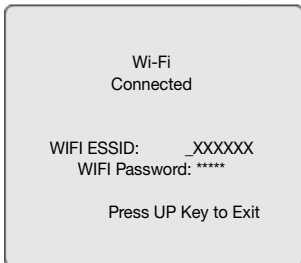 Wi-Fi
Connected
WIFI ESSID: _XXXXXX
WIFI Password: *****
Press UP Key to Exit